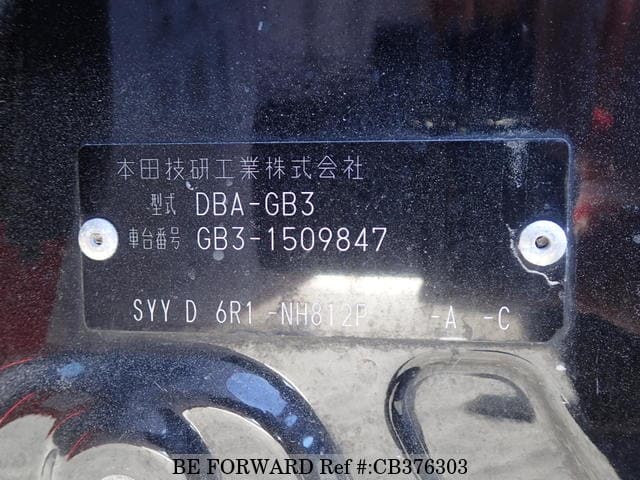 本田技研工業株式会社
型式 DBA-GB3
車台番号 GB3-1509847
SYY D 6R1 -NH812P -A -C
BE FORWARD Ref #:CB376303